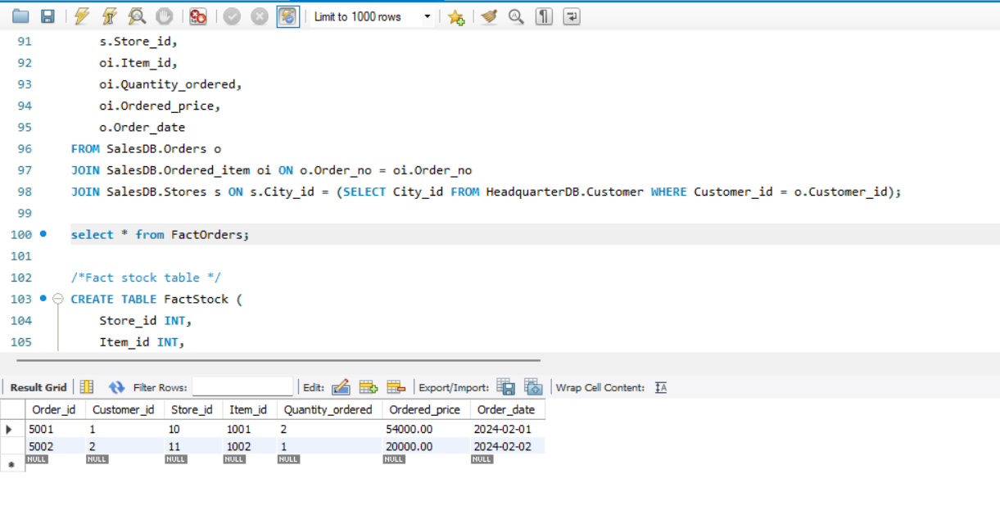 Limit to 1000 rows
91 s.Store_id,
92 oi.Item_id,
93 oi.Quantity_ordered,
94 oi.Ordered_price,
95 o.Order_date
96 FROM SalesDB.Orders o
97 JOIN SalesDB.Ordered_item oi ON o.Order_no = oi.Order_no
98 JOIN SalesDB.Stores s ON s.City_id = (SELECT City_id FROM HeadquarterDB.Customer WHERE Customer_id = o.Customer_id);
99
100 select * from FactOrders;
101
102 /*Fact stock table */
103 CREATE TABLE FactStock (
104 Store_id INT,
105 Item_id INT,
Result Grid Filter Rows: Edit: Export/Import: Wrap Cell Content: IA
Order_id Customer_id Store_id Item_id Quantity_ordered Ordered_price Order_date
5001 1 10 1001 2 54000.00 2024-02-01
5002 2 11 1002 1 20000.00 2024-02-02
NULL NULL NULL NULL NULL NULL NULL